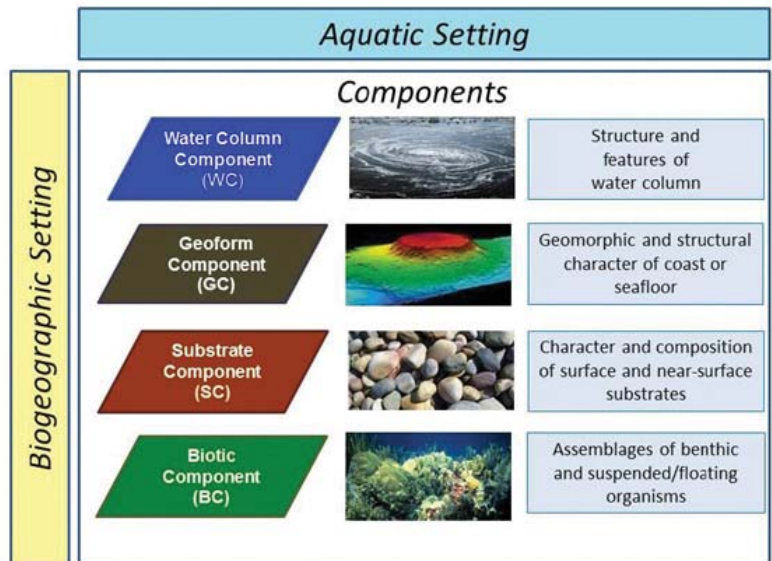 Aquatic Setting
Biogeographic Setting
Components
Water Column
Component
(WC)
Structure and
features of
water column
Geoform
Component
(GC)
Geomorphic and structural
character of coast or
seafloor
Substrate
Component
(SC)
Character and composition
of surface and near-surface
substrates
Biotic
Component
(BC)
Assemblages of benthic
and suspended/floating
organisms